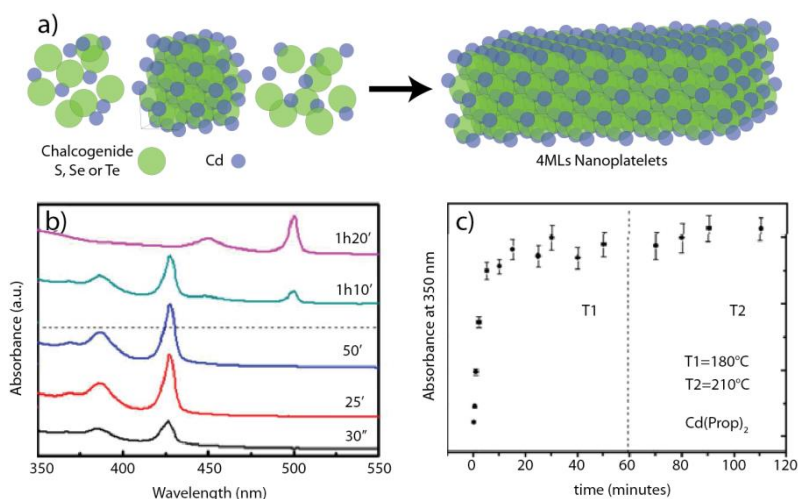 a)
Chalcogenide
S, Se or Te
Cd
4MLs Nanoplatelets
b)
Absorbance (a.u.)
1h20'
1h10'
50'
25'
30"
350 400 450 500 550
Wavelength (nm)
c)
Absorbance at 350 nm
T1
T2
T1=180°C
T2=210°C
Cd(Prop)₂
0 20 40 60 80 100 120
time (minutes)